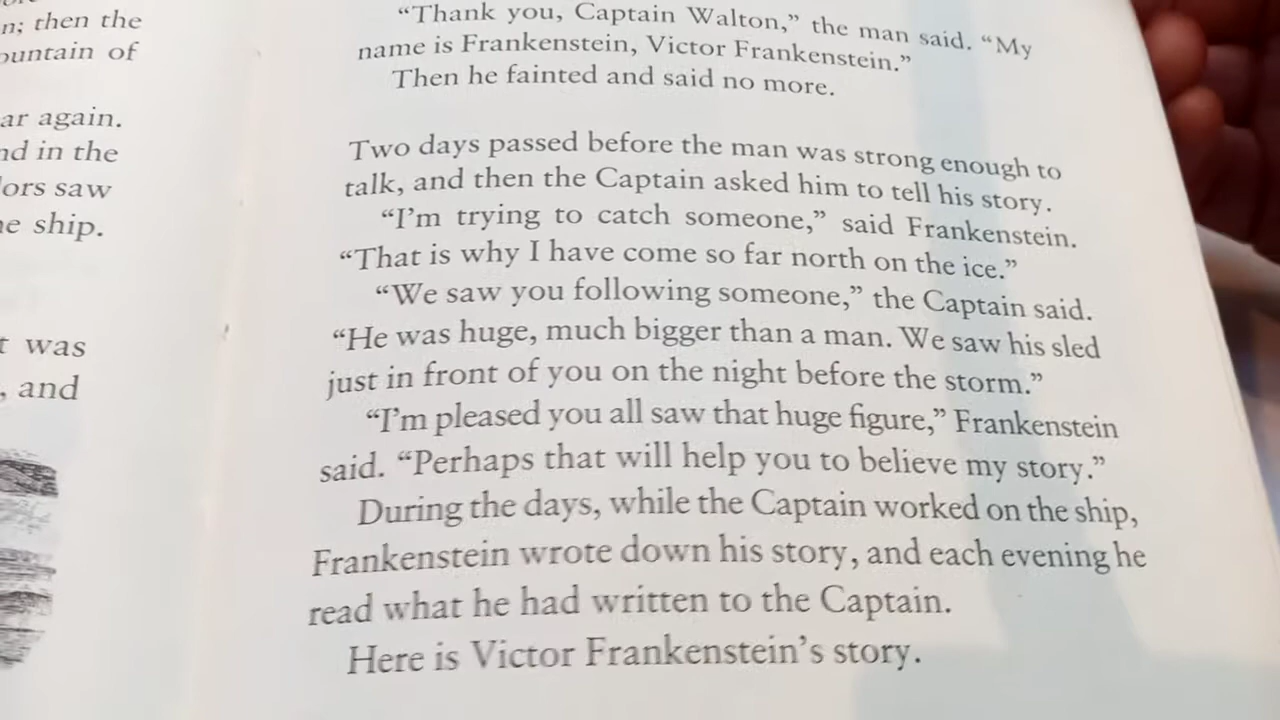 n; then the
ountain of
ar again.
nd in the
ors saw
e ship.
t was
, and
“Thank you, Captain Walton,” the man said. “My
name is Frankenstein, Victor Frankenstein.”
Then he fainted and said no more.
Two days passed before the man was strong enough to
talk, and then the Captain asked him to tell his story.
“I’m trying to catch someone,” said Frankenstein.
“That is why I have come so far north on the ice.”
“We saw you following someone,” the Captain said.
“He was huge, much bigger than a man. We saw his sled
just in front of you on the night before the storm.”
“I’m pleased you all saw that huge figure,” Frankenstein
said. “Perhaps that will help you to believe my story.”
During the days, while the Captain worked on the ship,
Frankenstein wrote down his story, and each evening he
read what he had written to the Captain.
Here is Victor Frankenstein’s story.